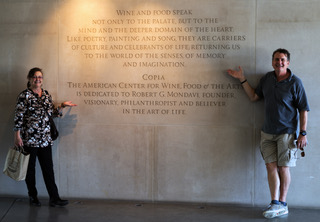 Wine and food speak
not only to the palate, but to the
mind and the deeper domain of the heart.
Like poetry, painting and song, they are carriers
of culture and celebrants of life, returning us
to the world of the senses, of memory
and imagination.
Copia
The American Center for Wine, Food & the Arts
is dedicated to Robert G. Mondavi, founder,
visionary, philanthropist and believer
in the art of life.